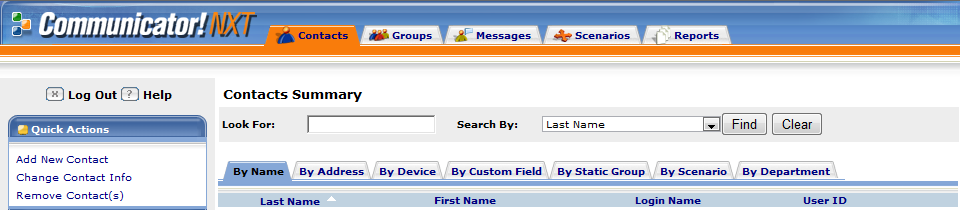 Communicator! NXT
Contacts Groups Messages Scenarios Reports
Log Out ? Help
Contacts Summary
Look For: Search By: Last Name Find Clear
Quick Actions
Add New Contact
Change Contact Info
Remove Contact(s)
By Name By Address By Device By Custom Field By Static Group By Scenario By Department
Last Name First Name Login Name User ID